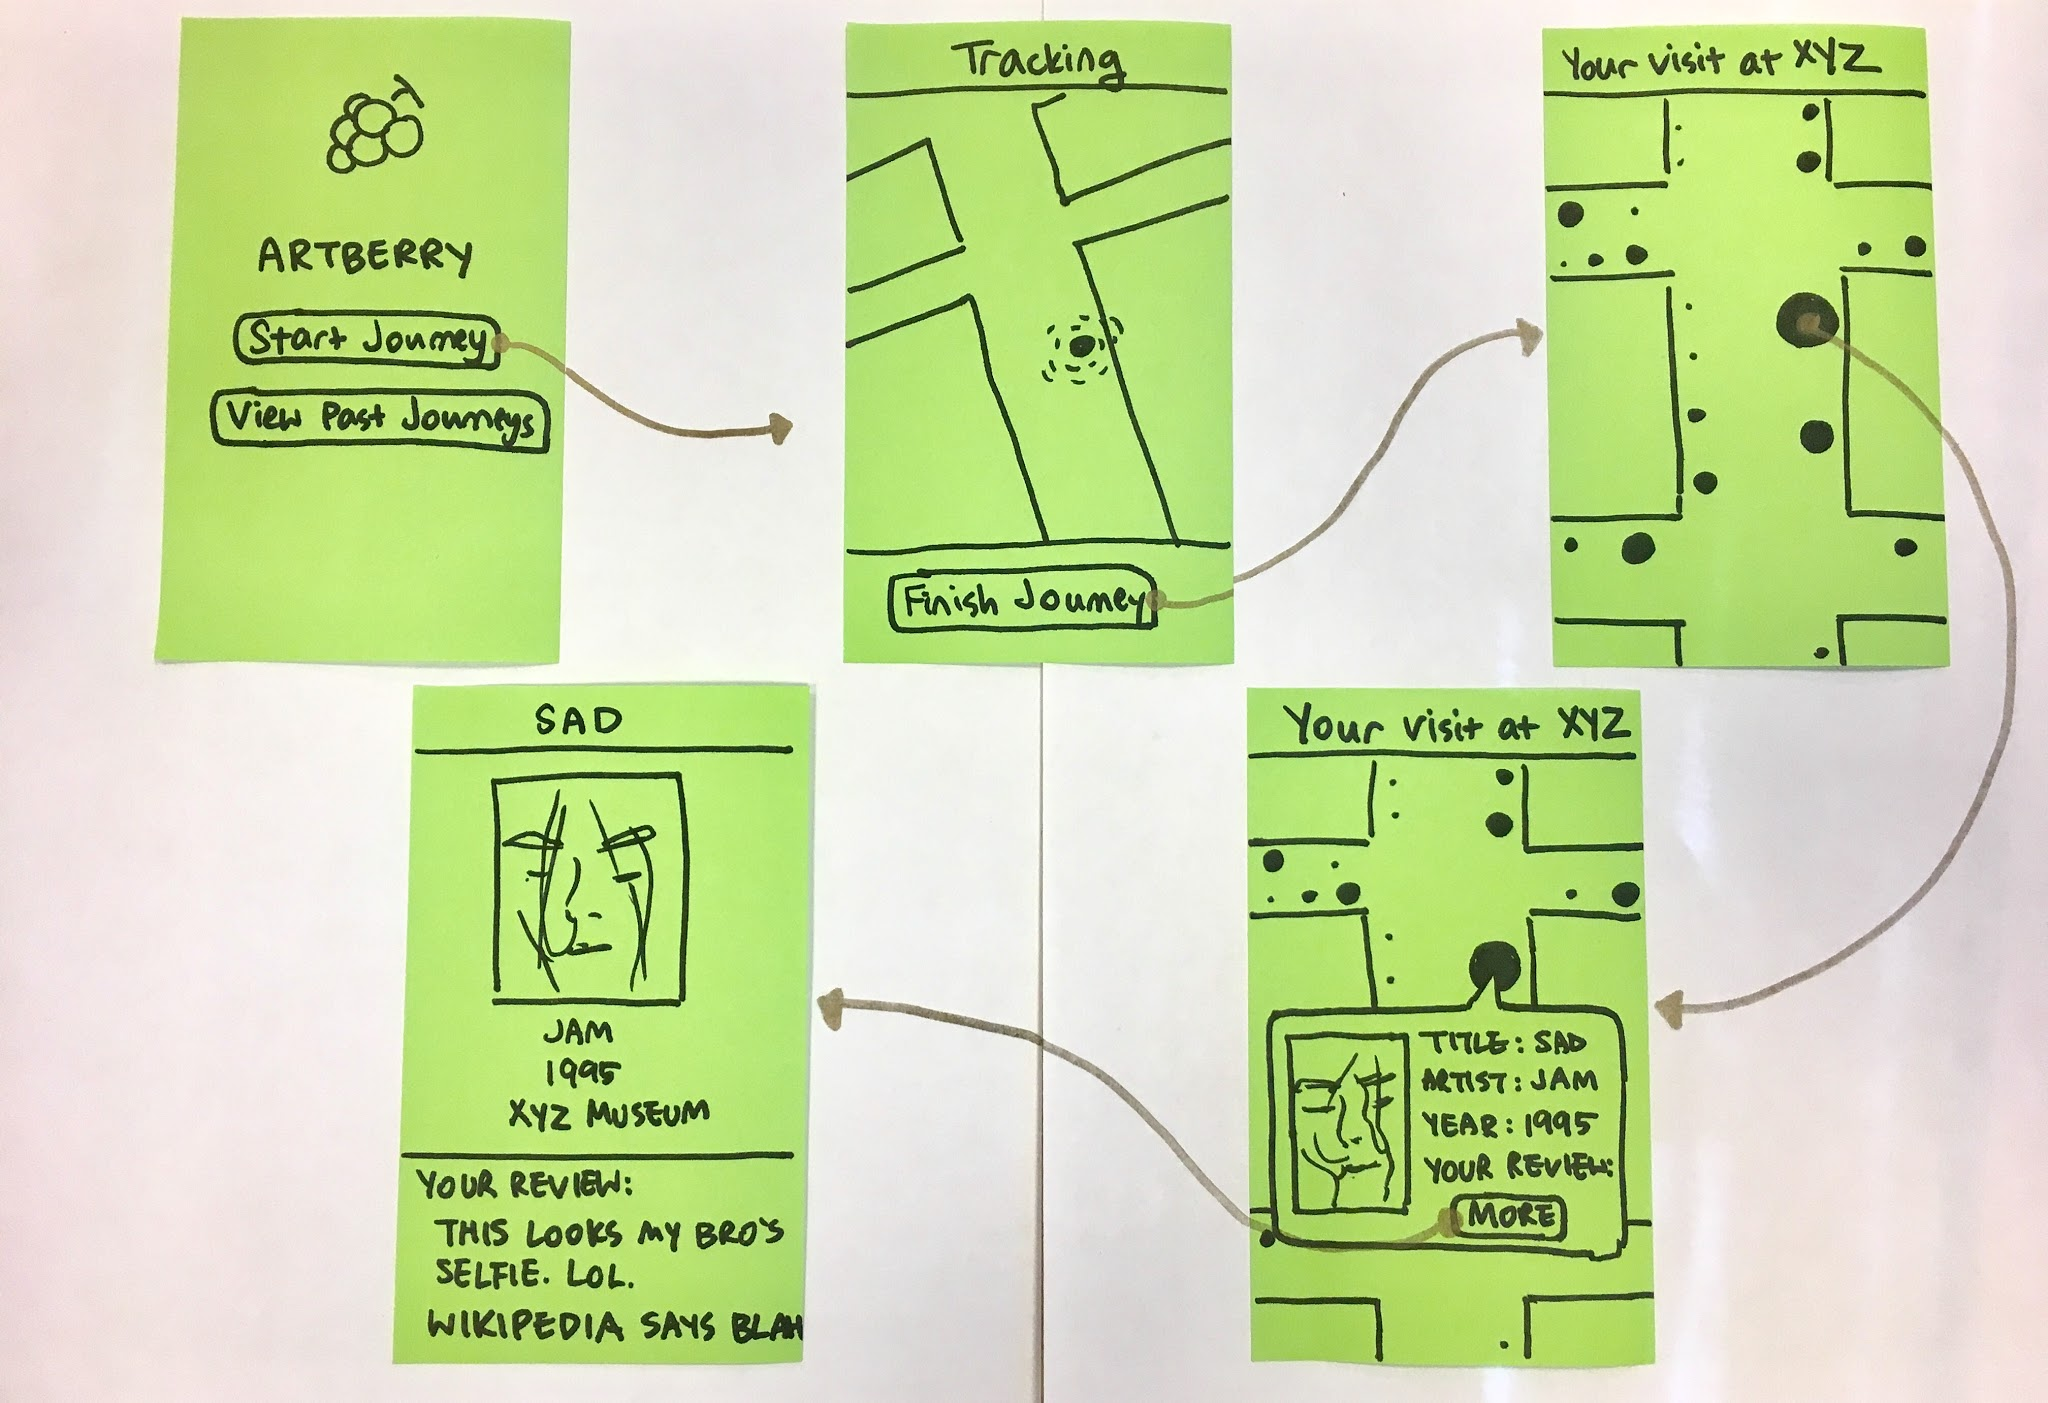 ARTBERRY
Start Journey
View Past Journeys
Tracking
Finish Journey
Your visit at XYZ
Your visit at XYZ
TITLE: SAD
ARTIST: JAM
YEAR: 1995
YOUR REVIEW:
MORE
SAD
JAM
1995
XYZ MUSEUM
YOUR REVIEW:
THIS LOOKS MY BRO'S
SELFIE. LOL.
WIKIPEDIA SAYS BLAH